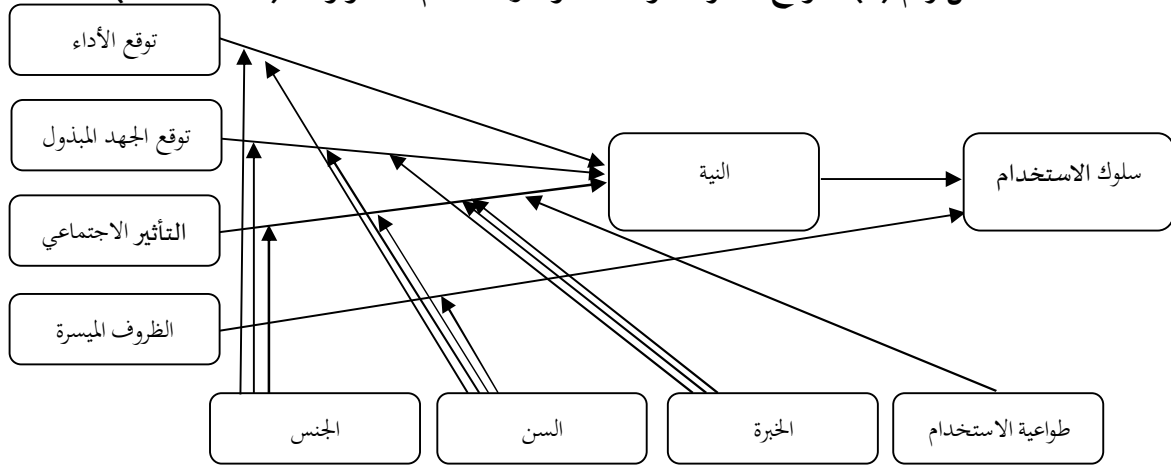 توقع الأداء
توقع الجهد المبذول
النية
سلوك الاستخدام
التأثير الاجتماعي
الظروف الميسرة
الجنس
السن
الخبرة
طواعية الاستخدام